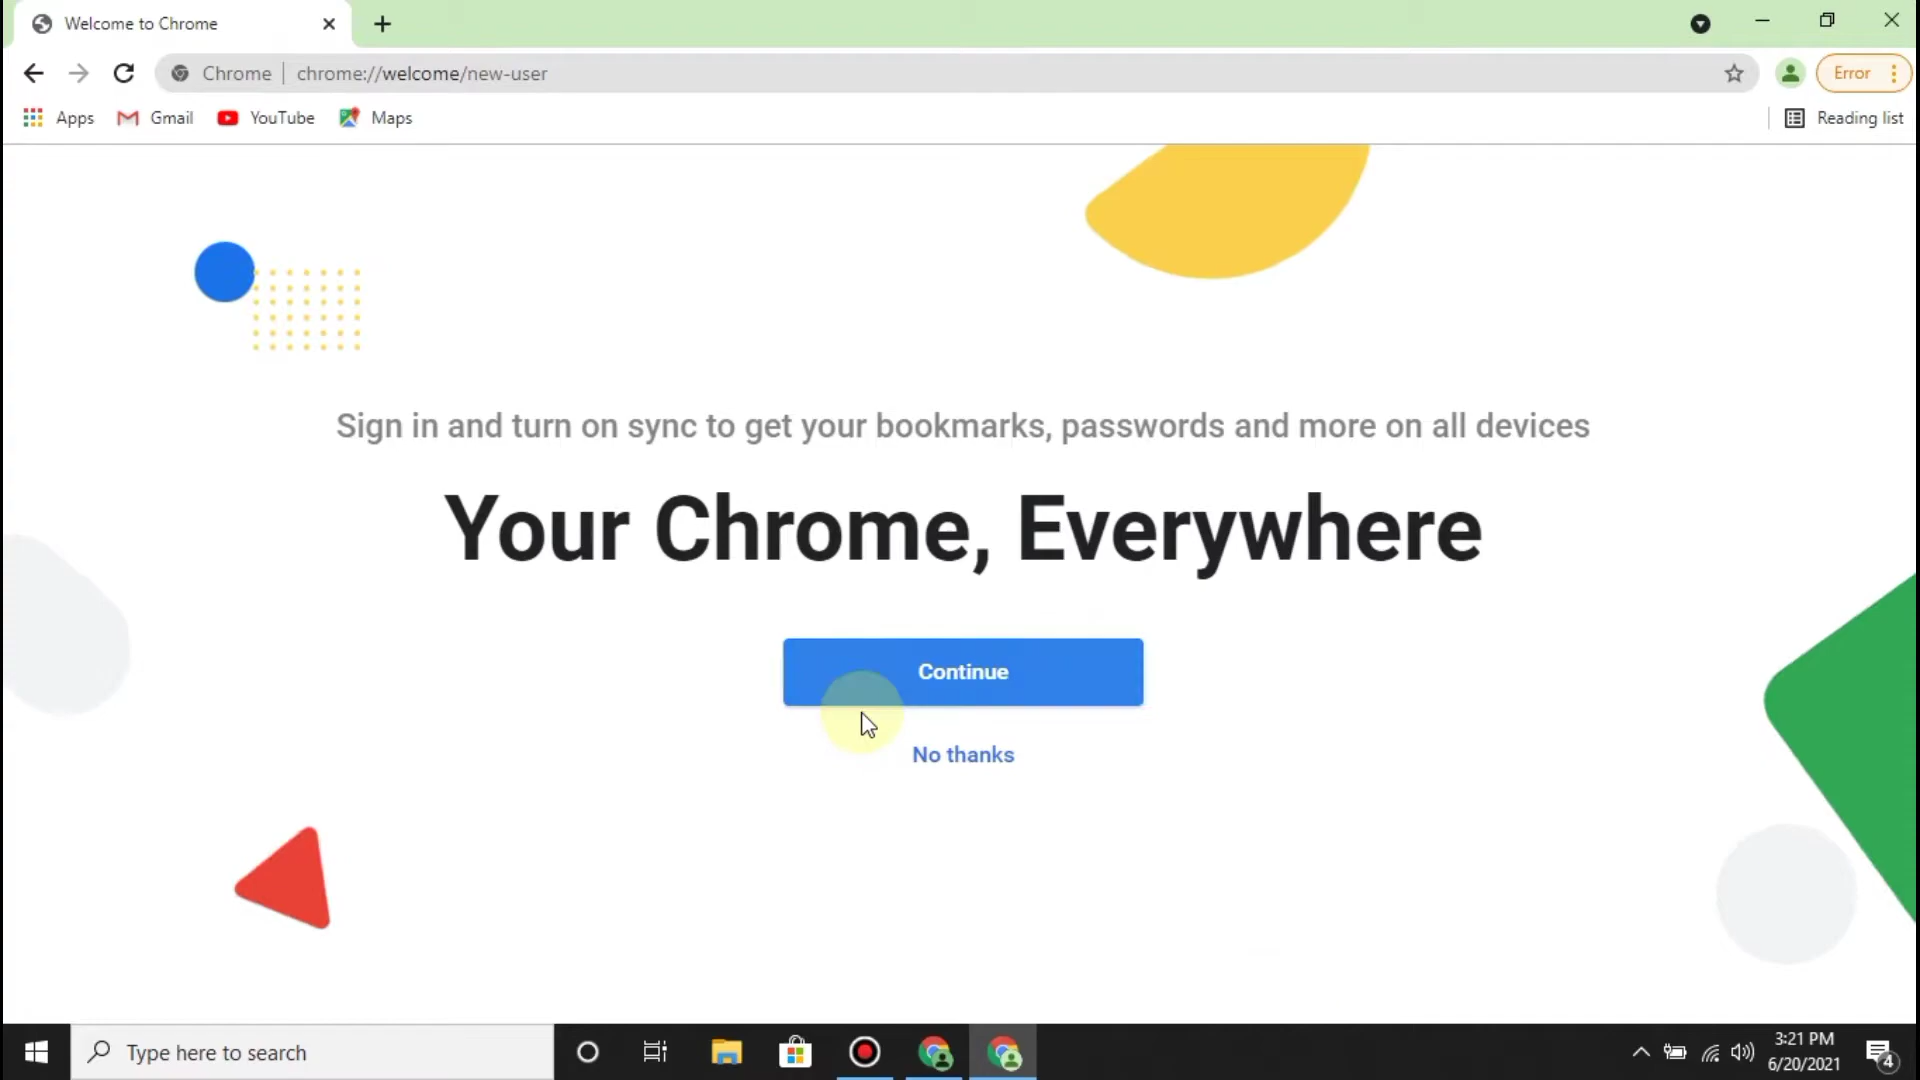 Welcome to Chrome
Chrome | chrome://welcome/new-user
Error
Apps Gmail YouTube Maps Reading list
Sign in and turn on sync to get your bookmarks, passwords and more on all devices
Your Chrome, Everywhere
Continue
No thanks
Type here to search
3:21 PM
6/20/2021
4